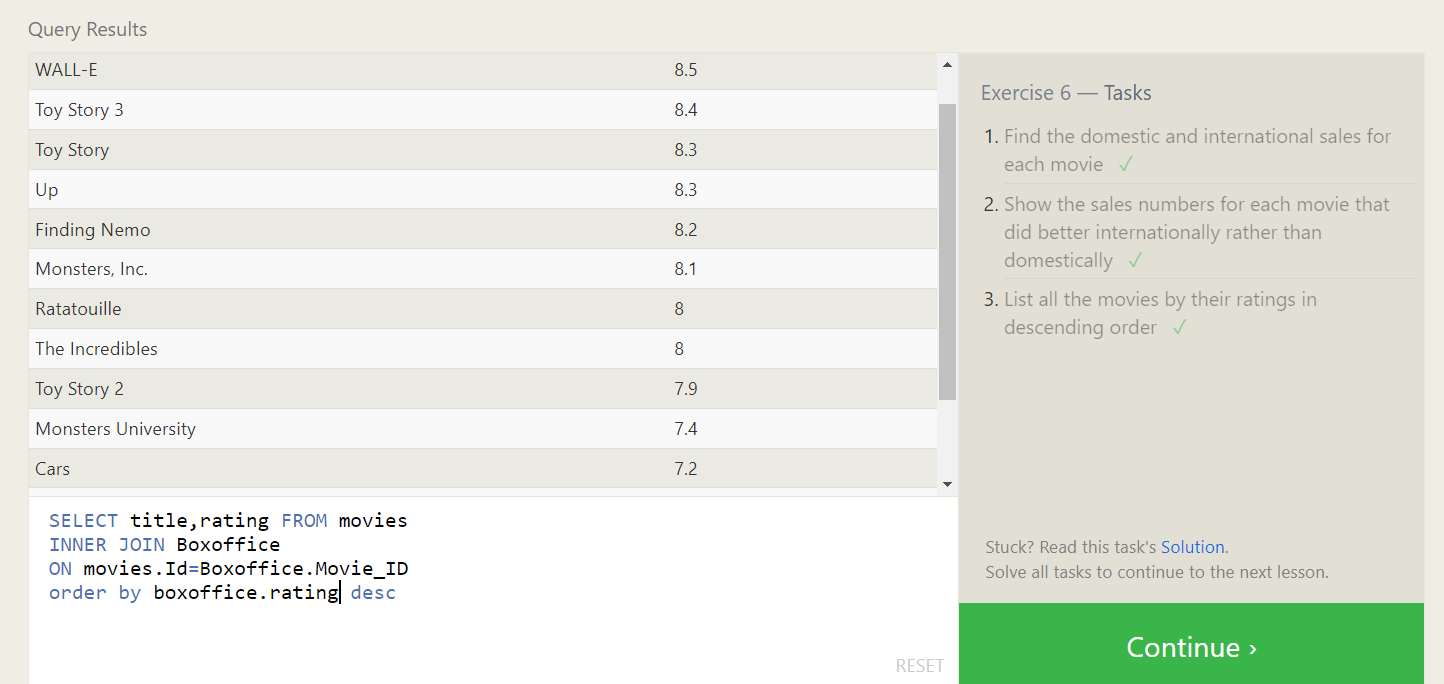 Query Results
WALL-E 8.5
Toy Story 3 8.4
Toy Story 8.3
Up 8.3
Finding Nemo 8.2
Monsters, Inc. 8.1
Ratatouille 8
The Incredibles 8
Toy Story 2 7.9
Monsters University 7.4
Cars 7.2
SELECT title,rating FROM movies
INNER JOIN Boxoffice
ON movies.Id=Boxoffice.Movie_ID
order by boxoffice.rating desc
RESET
Exercise 6 — Tasks
1. Find the domestic and international sales for
each movie ✓
2. Show the sales numbers for each movie that
did better internationally rather than
domestically ✓
3. List all the movies by their ratings in
descending order ✓
Stuck? Read this task's Solution.
Solve all tasks to continue to the next lesson.
Continue ›